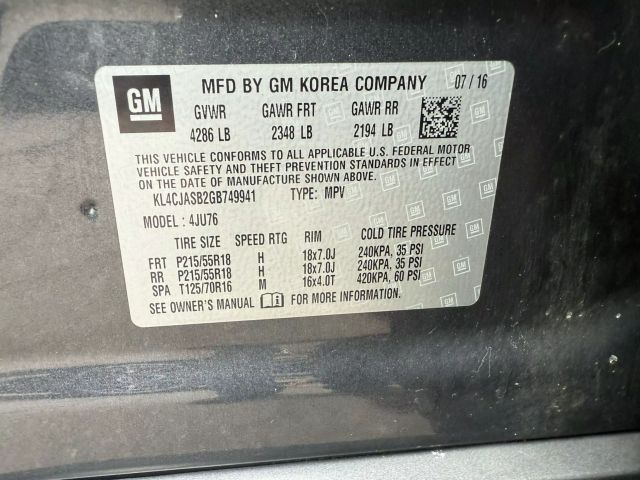 GM
MFD BY GM KOREA COMPANY 07/16
GVWR GAWR FRT GAWR RR
4286 LB 2348 LB 2194 LB
THIS VEHICLE CONFORMS TO ALL APPLICABLE U.S. FEDERAL MOTOR
VEHICLE SAFETY AND THEFT PREVENTION STANDARDS IN EFFECT
ON THE DATE OF MANUFACTURE SHOWN ABOVE.
KL4CJASB2GB749941 TYPE: MPV
MODEL: 4JU76
TIRE SIZE SPEED RTG RIM COLD TIRE PRESSURE
FRT P215/55R18 H 18x7.0J 240KPA, 35 PSI
RR P215/55R18 H 18x7.0J 240KPA, 35 PSI
SPA T125/70R16 M 16x4.0T 420KPA, 60 PSI
SEE OWNER'S MANUAL FOR MORE INFORMATION.